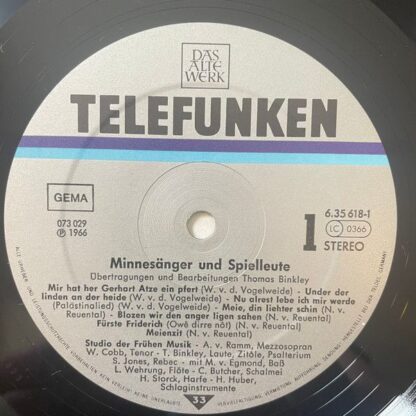 DAS
ALTE
WERK
TELEFUNKEN
GEMA
073 029
℗ 1966
1
STEREO
6.35 618-1
LC 0366
Minnesänger und Spielleute
Übertragungen und Bearbeitungen Thomas Binkley
Mir hat her Gerhart Atze ein pfert (W. v. d. Vogelweide) - Under der
linden an der heide (W. v. d. Vogelweide) - Nu alrest lebe ich mir werde
(Palästinalied) (W. v. d. Vogelweide) - Meie, din liehter schin (N. v.
Reuental) - Blozen wir den anger ligen sahen (N. v. Reuental)
Fürste Friderich (Owê dirre nôt) (N. v. Reuental)
Meienzit (N. v. Reuental)
Studio der Frühen Musik - A. v. Ramm, Mezzosopran
W. Cobb, Tenor - T. Binkley, Laute, Zitôle, Psalterium
S. Jones, Rebec - mit M. v. Egmond, Baß
L. Wehrung, Flöte - C. Butcher, Schalmei
H. Storck, Harfe - H. Huber,
Schlaginstrumente
33